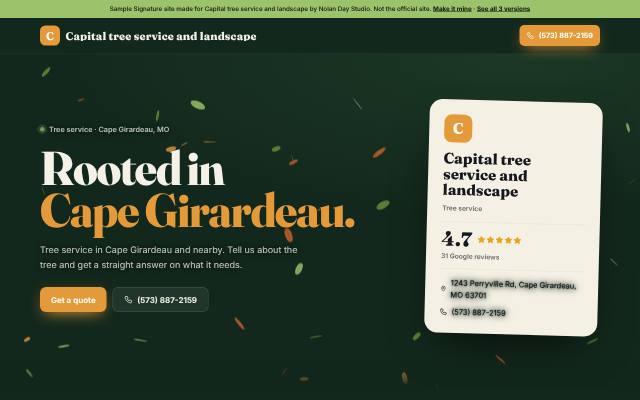 Sample Signature site made for Capital tree service and landscape by Nolan Day Studio. Not the official site. Make it mine · See all 3 versions
C Capital tree service and landscape
(573) 887-2159
Tree service · Cape Girardeau, MO
Rooted in
Cape Girardeau.
Tree service in Cape Girardeau and nearby. Tell us about the
tree and get a straight answer on what it needs.
Get a quote
(573) 887-2159
C
Capital tree
service and
landscape
Tree service
4.7
31 Google reviews
1243 Perryville Rd, Cape Girardeau,
MO 63701
(573) 887-2159